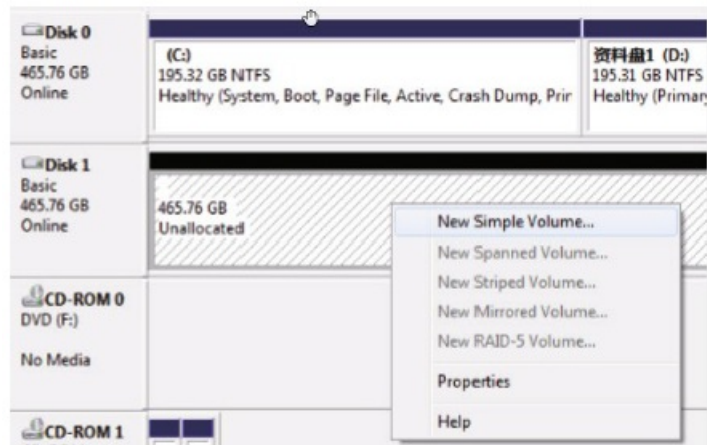 Disk 0
Basic
465.76 GB
Online
(C:)
195.32 GB NTFS
Healthy (System, Boot, Page File, Active, Crash Dump, Prir
资料盘1 (D:)
195.31 GB NTFS
Healthy (Primary
Disk 1
Basic
465.76 GB
Online
465.76 GB
Unallocated
New Simple Volume...
New Spanned Volume...
New Striped Volume...
New Mirrored Volume...
New RAID-5 Volume...
Properties
Help
CD-ROM 0
DVD (F:)
No Media
CD-ROM 1